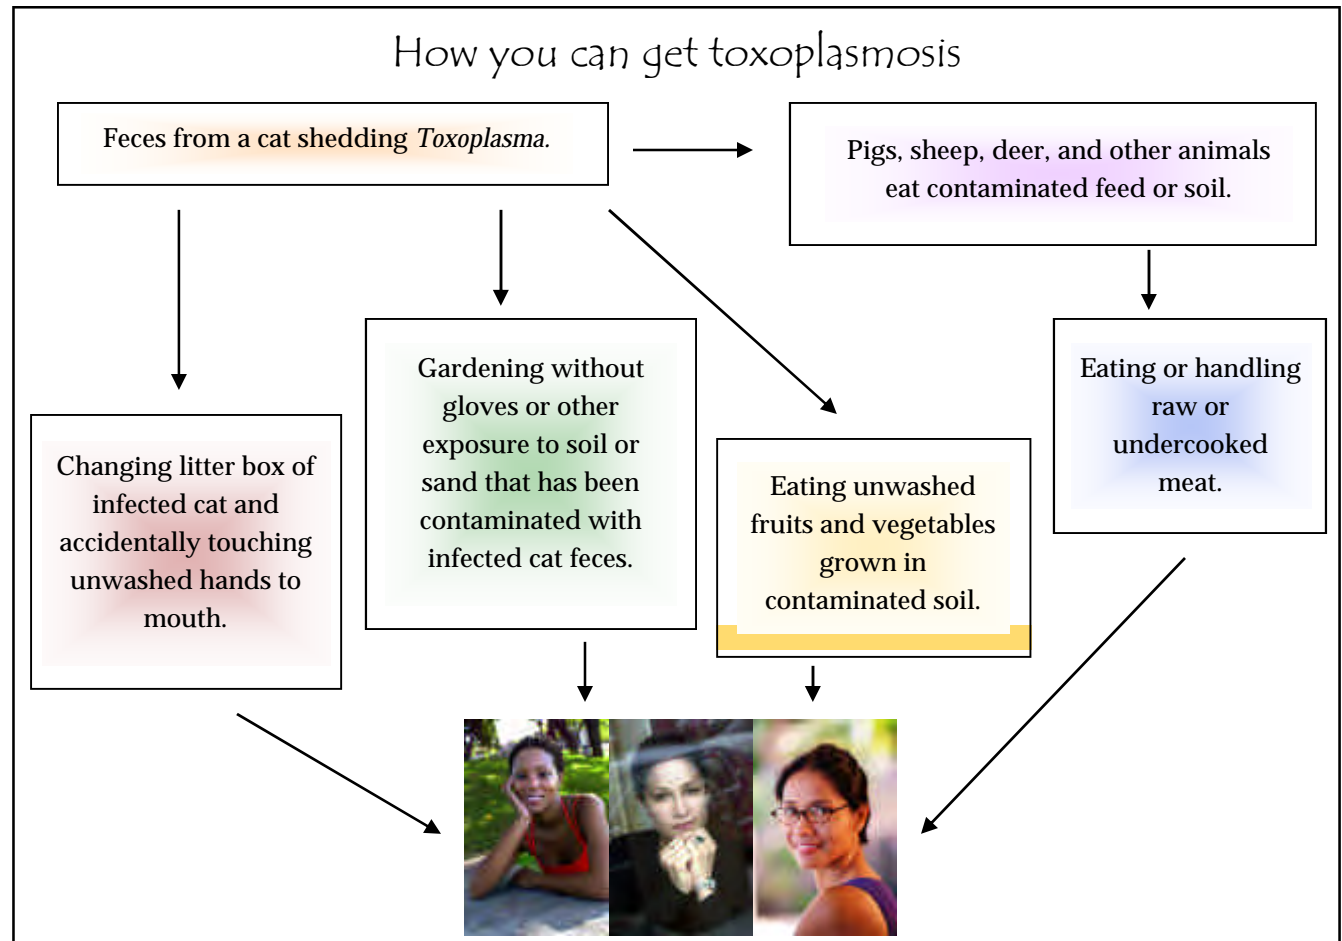 How you can get toxoplasmosis
Feces from a cat shedding Toxoplasma.
Pigs, sheep, deer, and other animals
eat contaminated feed or soil.
Gardening without
gloves or other
exposure to soil or
sand that has been
contaminated with
infected cat feces.
Eating or handling
raw or
undercooked
meat.
Changing litter box of
infected cat and
accidentally touching
unwashed hands to
mouth.
Eating unwashed
fruits and vegetables
grown in
contaminated soil.